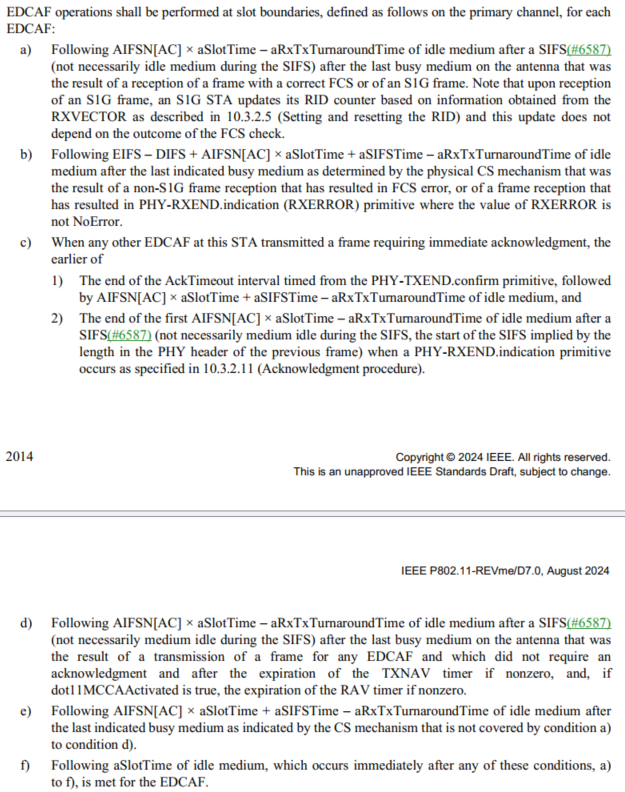 EDCAF operations shall be performed at slot boundaries, defined as follows on the primary channel, for each
EDCAF:
a) Following AIFSN[AC] × aSlotTime – aRxTxTurnaroundTime of idle medium after a SIFS(#6587)
(not necessarily idle medium during the SIFS) after the last busy medium on the antenna that was
the result of a reception of a frame with a correct FCS or of an S1G frame. Note that upon reception
of an S1G frame, an S1G STA updates its RID counter based on information obtained from the
RXVECTOR as described in 10.3.2.5 (Setting and resetting the RID) and this update does not
depend on the outcome of the FCS check.
b) Following EIFS – DIFS + AIFSN[AC] × aSlotTime + aSIFSTime – aRxTxTurnaroundTime of idle
medium after the last indicated busy medium as determined by the physical CS mechanism that was
the result of a non-S1G frame reception that has resulted in FCS error, or of a frame reception that
has resulted in PHY-RXEND.indication (RXERROR) primitive where the value of RXERROR is
not NoError.
c) When any other EDCAF at this STA transmitted a frame requiring immediate acknowledgment, the
earlier of
1) The end of the AckTimeout interval timed from the PHY-TXEND.confirm primitive, followed
by AIFSN[AC] × aSlotTime + aSIFSTime – aRxTxTurnaroundTime of idle medium, and
2) The end of the first AIFSN[AC] × aSlotTime – aRxTxTurnaroundTime of idle medium after a
SIFS(#6587) (not necessarily medium idle during the SIFS, the start of the SIFS implied by the
length in the PHY header of the previous frame) when a PHY-RXEND.indication primitive
occurs as specified in 10.3.2.11 (Acknowledgment procedure).
2014
Copyright © 2024 IEEE. All rights reserved.
This is an unapproved IEEE Standards Draft, subject to change.
IEEE P802.11-REVme/D7.0, August 2024
d) Following AIFSN[AC] × aSlotTime – aRxTxTurnaroundTime of idle medium after a SIFS(#6587)
(not necessarily medium idle during the SIFS) after the last busy medium on the antenna that was
the result of a transmission of a frame for any EDCAF and which did not require an
acknowledgment and after the expiration of the TXNAV timer if nonzero, and, if
dot11MCCAActivated is true, the expiration of the RAV timer if nonzero.
e) Following AIFSN[AC] × aSlotTime + aSIFSTime – aRxTxTurnaroundTime of idle medium after
the last indicated busy medium as indicated by the CS mechanism that is not covered by condition a)
to condition d).
f) Following aSlotTime of idle medium, which occurs immediately after any of these conditions, a)
to f), is met for the EDCAF.